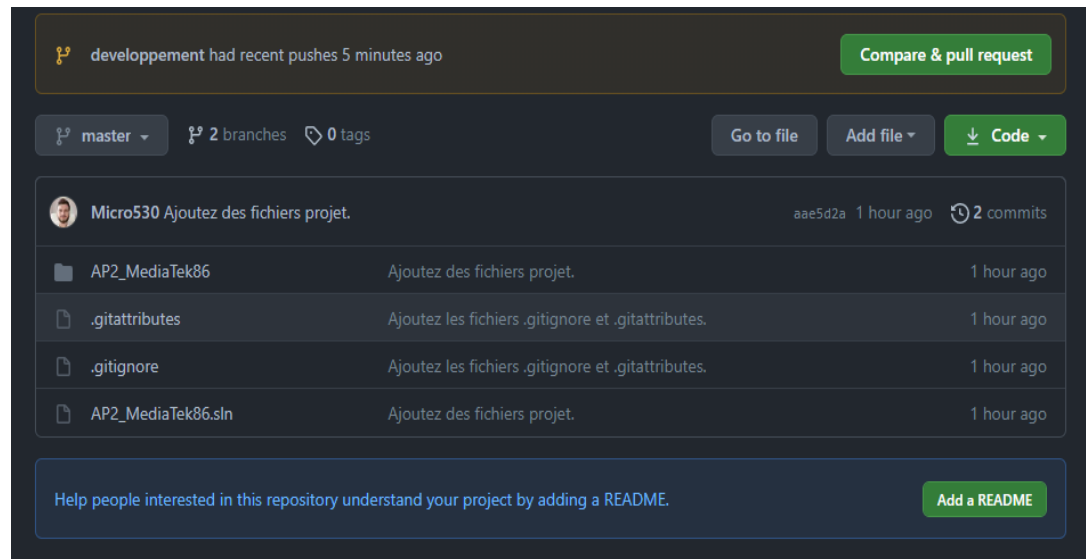 developpement had recent pushes 5 minutes ago Compare & pull request
master 2 branches 0 tags Go to file Add file Code
Micro530 Ajoutez des fichiers projet. aae5d2a 1 hour ago 2 commits
AP2_MediaTek86 Ajoutez des fichiers projet. 1 hour ago
.gitattributes Ajoutez les fichiers .gitignore et .gitattributes. 1 hour ago
.gitignore Ajoutez les fichiers .gitignore et .gitattributes. 1 hour ago
AP2_MediaTek86.sln Ajoutez des fichiers projet. 1 hour ago
Help people interested in this repository understand your project by adding a README. Add a README